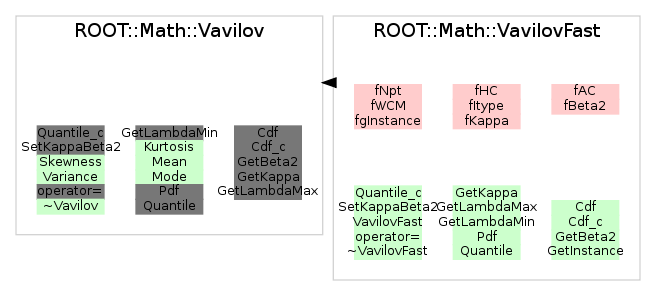 ROOT::Math::Vavilov
Quantile_c
SetKappaBeta2
Skewness
Variance
operator=
~Vavilov
GetLambdaMin
Kurtosis
Mean
Mode
Pdf
Quantile
Cdf
Cdf_c
GetBeta2
GetKappa
GetLambdaMax
ROOT::Math::VavilovFast
fNpt
fWCM
fgInstance
fHC
fItype
fKappa
fAC
fBeta2
Quantile_c
SetKappaBeta2
VavilovFast
operator=
~VavilovFast
GetKappa
GetLambdaMax
GetLambdaMin
Pdf
Quantile
Cdf
Cdf_c
GetBeta2
GetInstance